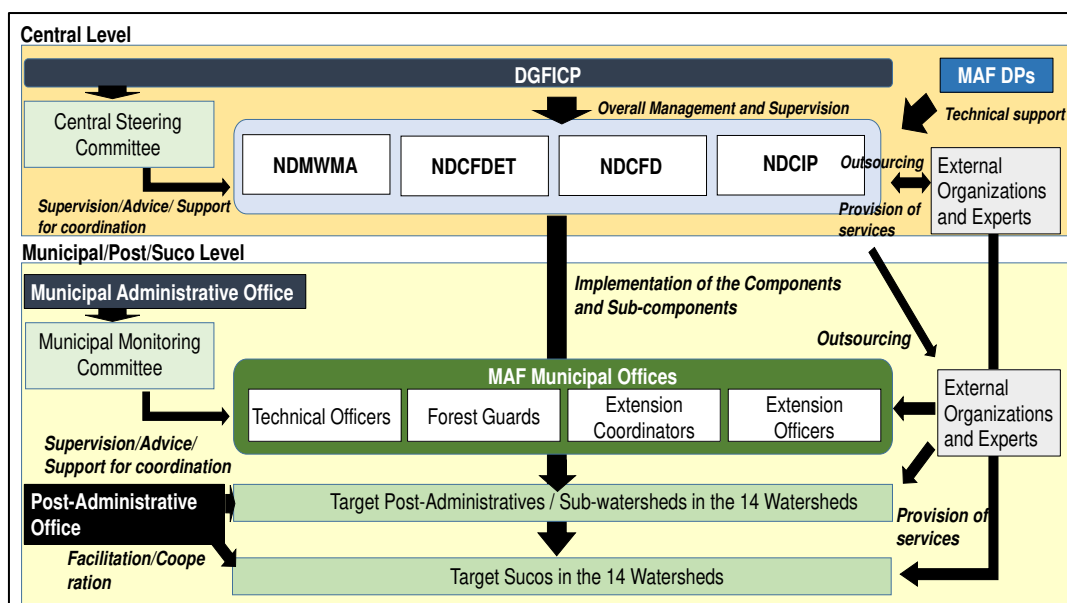 Central Level
DGFICP
MAF DPs
Overall Management and Supervision
Technical support
Central Steering
Committee
NDMWMA
NDCFDET
NDCFD
NDCIP
Outsourcing
External
Organizations
and Experts
Supervision/Advice/ Support
for coordination
Provision of
services
Municipal/Post/Suco Level
Municipal Administrative Office
Implementation of the Components
and Sub-components
Municipal Monitoring
Committee
Outsourcing
MAF Municipal Offices
Technical Officers
Forest Guards
Extension
Coordinators
Extension
Officers
External
Organizations
and Experts
Supervision/Advice/
Support for coordination
Post-Administrative
Office
Target Post-Administratives / Sub-watersheds in the 14 Watersheds
Provision of
services
Facilitation/Coope
ration
Target Sucos in the 14 Watersheds